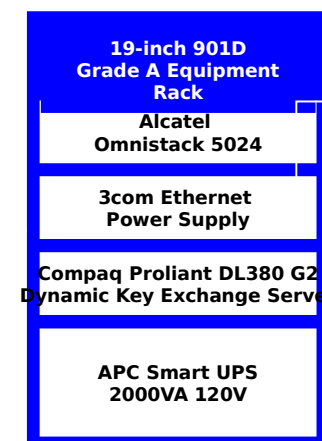 19-inch 901D
Grade A Equipment
Rack
Alcatel
Omnistack 5024
3com Ethernet
Power Supply
Compaq Proliant DL380 G2
Dynamic Key Exchange Serve
APC Smart UPS
2000VA 120V